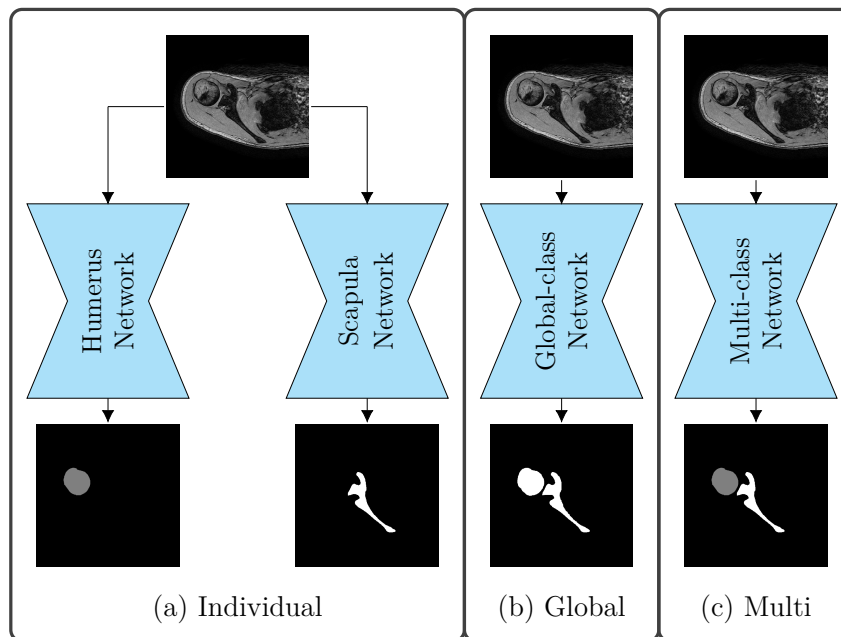 Humerus
Network
Scapula
Network
Global-class
Network
Multi-class
Network
(a) Individual
(b) Global
(c) Multi